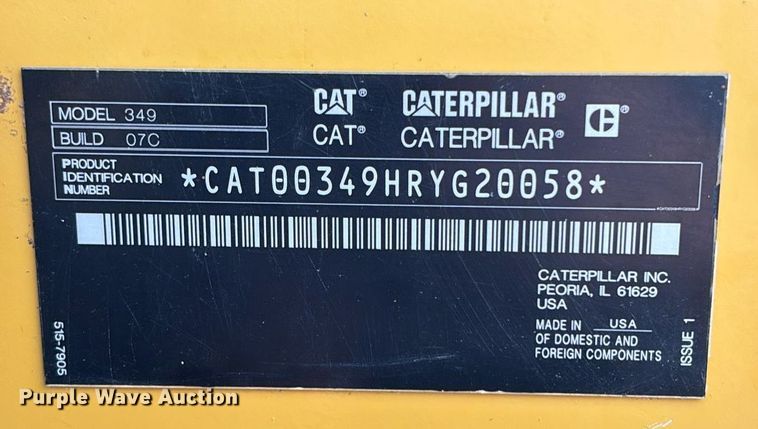 MODEL 349
BUILD 07C
CAT® CATERPILLAR®
CAT® CATERPILLAR®
C ®
PRODUCT
IDENTIFICATION
NUMBER
*CAT00349HRYG20058*
*CAT00349HRYG20058*
CATERPILLAR INC.
PEORIA, IL 61629
USA
MADE IN USA
OF DOMESTIC AND
FOREIGN COMPONENTS
ISSUE 1
515-7905
Purple Wave Auction